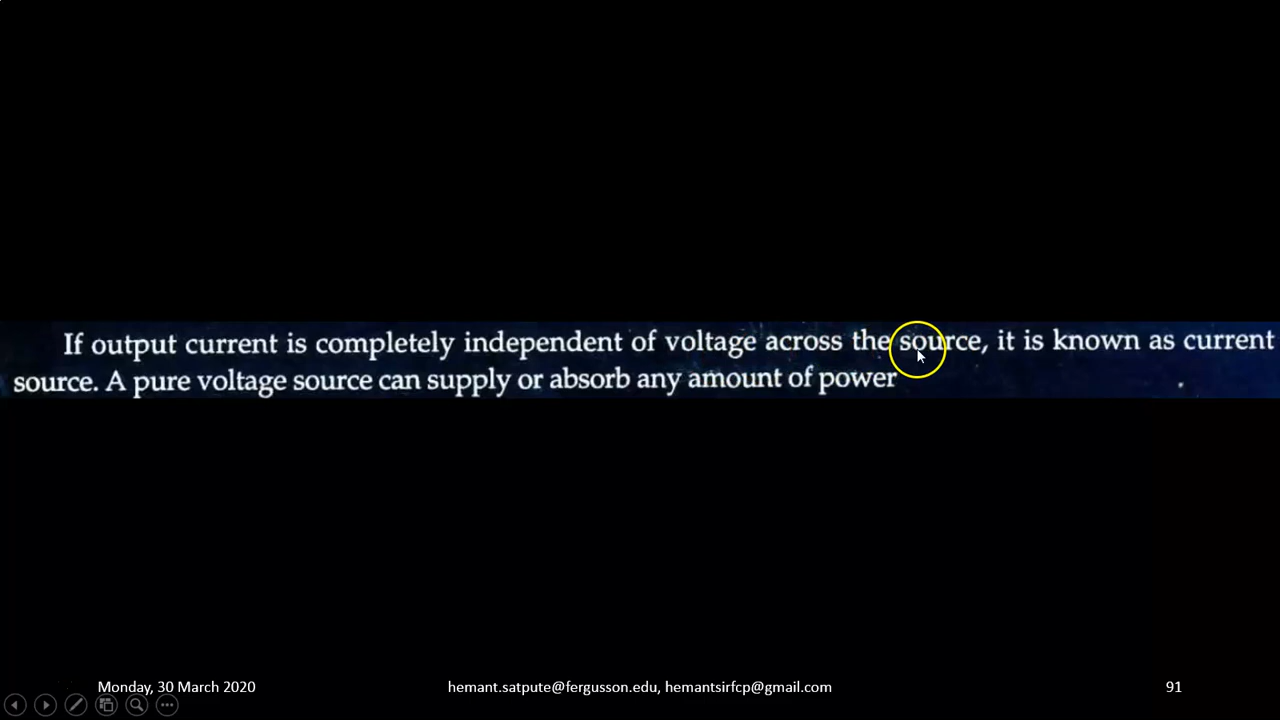 If output current is completely independent of voltage across the source, it is known as current
source. A pure voltage source can supply or absorb any amount of power
Monday, 30 March 2020
hemant.satpute@fergusson.edu, hemantsirfcp@gmail.com
91